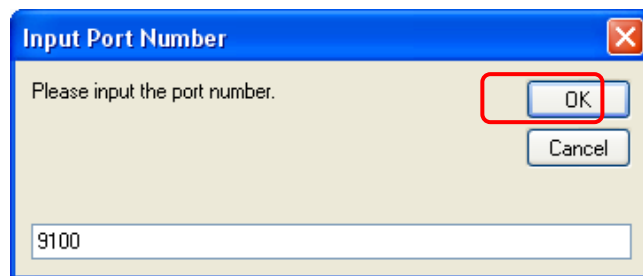 Input Port Number
Please input the port number.
OK
Cancel
9100